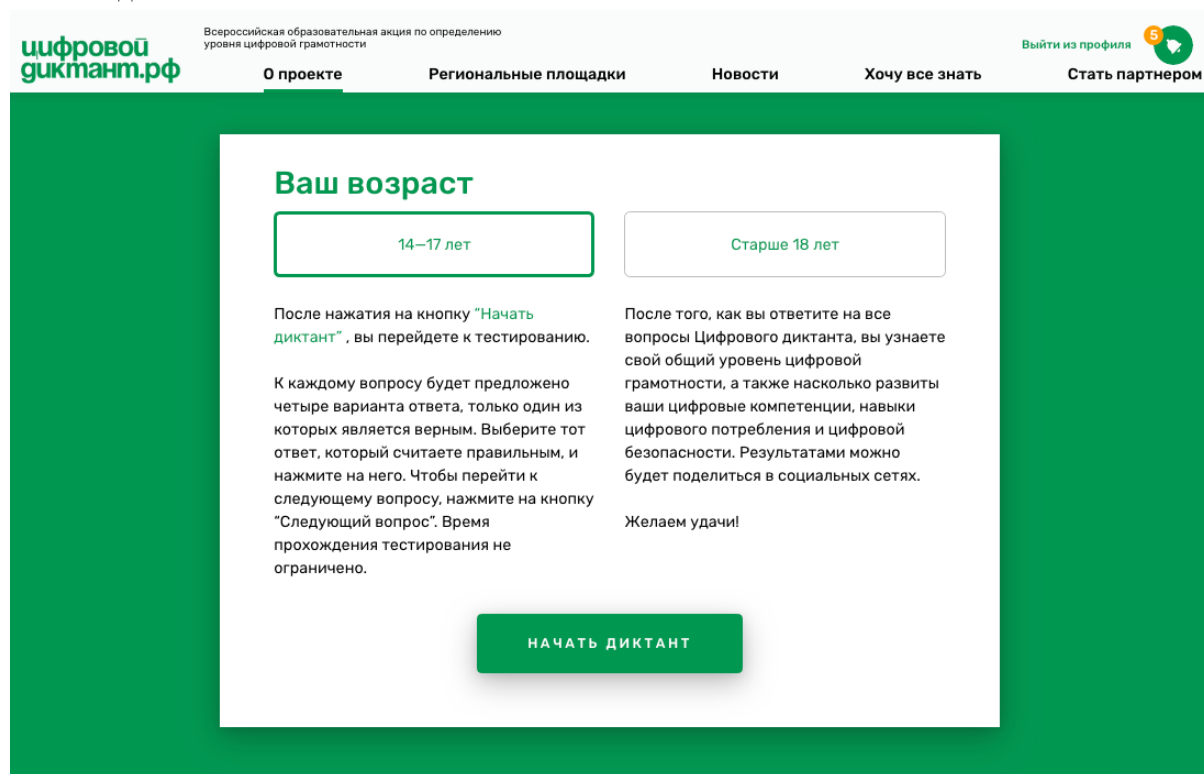 цифровой
диктант.рф
Всероссийская образовательная акция по определению
уровня цифровой грамотности
Выйти из профиля
5
О проекте
Региональные площадки
Новости
Хочу все знать
Стать партнером
Ваш возраст
14—17 лет
Старше 18 лет
После нажатия на кнопку “Начать
диктант” , вы перейдете к тестированию.
К каждому вопросу будет предложено
четыре варианта ответа, только один из
которых является верным. Выберите тот
ответ, который считаете правильным, и
нажмите на него. Чтобы перейти к
следующему вопросу, нажмите на кнопку
“Следующий вопрос”. Время
прохождения тестирования не
ограничено.
После того, как вы ответите на все
вопросы Цифрового диктанта, вы узнаете
свой общий уровень цифровой
грамотности, а также насколько развиты
ваши цифровые компетенции, навыки
цифрового потребления и цифровой
безопасности. Результатами можно
будет поделиться в социальных сетях.
Желаем удачи!
НАЧАТЬ ДИКТАНТ